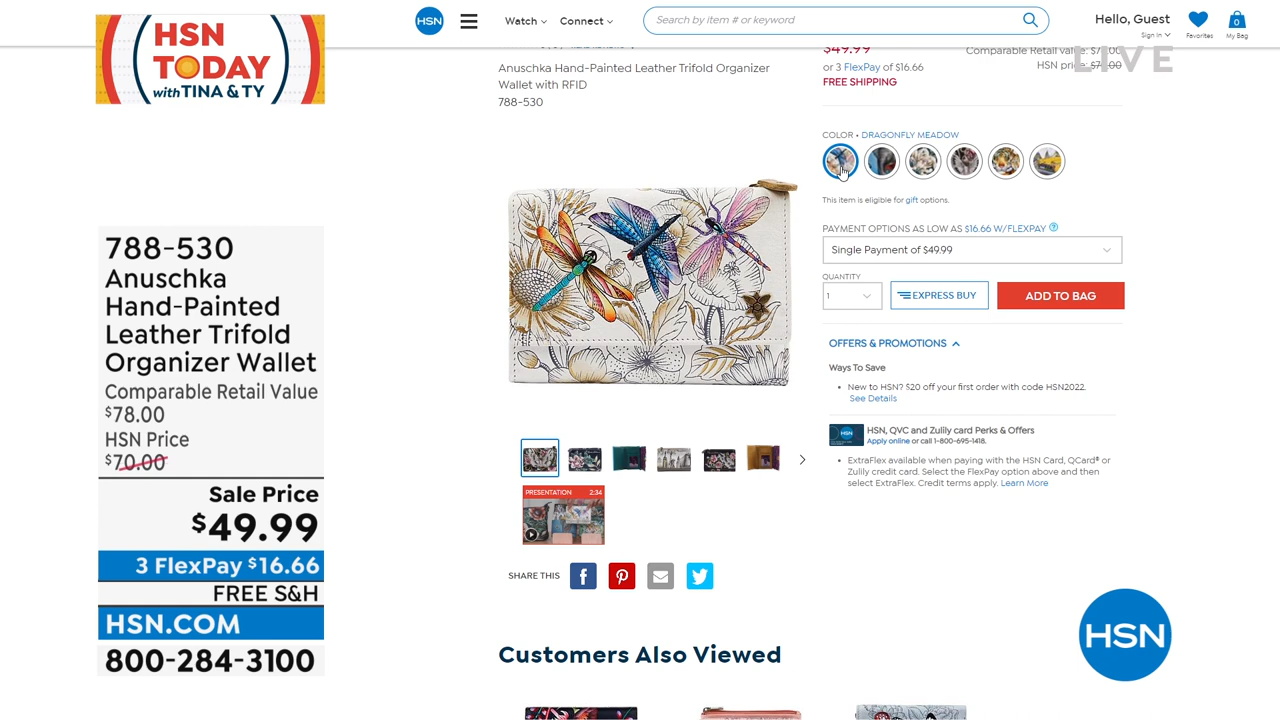 HSN
TODAY
with TINA & TY
HSN
Watch
Connect
Search by item # or keyword
Hello, Guest
Sign in
Favorites
0
My Bag
LIVE
$49.99
or 3 FlexPay of $16.66
FREE SHIPPING
Comparable Retail value:
HSN price:
Anuschka Hand-Painted Leather Trifold Organizer
Wallet with RFID
788-530
COLOR • DRAGONFLY MEADOW
This item is eligible for gift options.
PAYMENT OPTIONS AS LOW AS $16.66 W/FLEXPAY ?
Single Payment of $49.99
QUANTITY
1
EXPRESS BUY
ADD TO BAG
OFFERS & PROMOTIONS
Ways To Save
• New to HSN? $20 off your first order with code HSN2022.
See Details
HSN
HSN, QVC and Zulily card Perks & Offers
Apply online or call 1-800-695-1418.
• ExtraFlex available when paying with the HSN Card, QCard® or
Zulily credit card. Select the FlexPay option above and then
select ExtraFlex. Credit terms apply. Learn More
788-530
Anuschka
Hand-Painted
Leather Trifold
Organizer Wallet
Comparable Retail Value
$78.00
HSN Price
$70.00
Sale Price
$49.99
3 FlexPay $16.66
FREE S&H
HSN.COM
800-284-3100
PRESENTATION 2:34
SHARE THIS
HSN
Customers Also Viewed